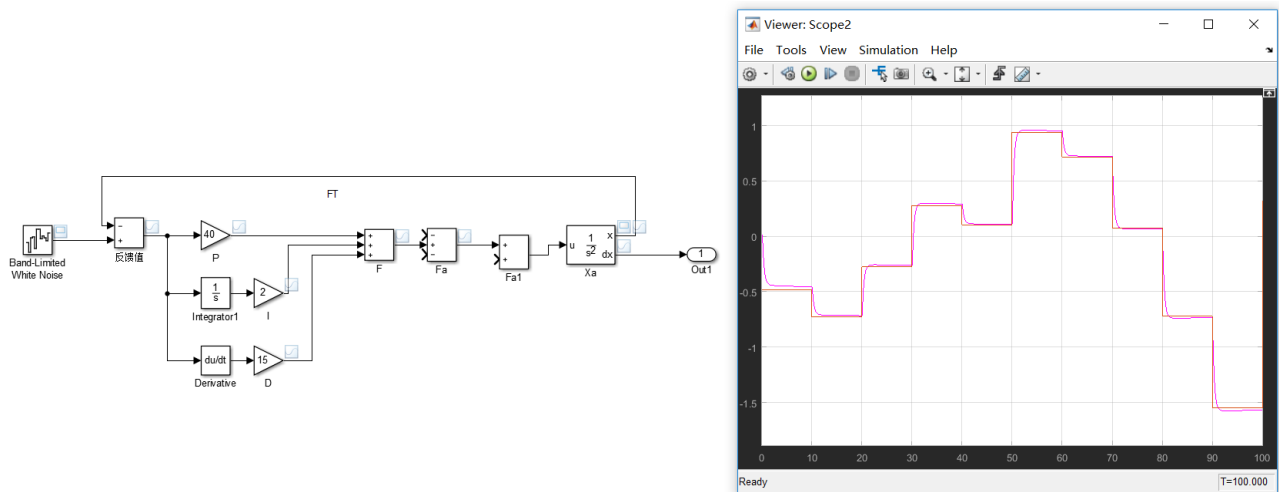 FT
Band-Limited
White Noise
−
+
反馈值
40
P
1
s
Integrator1
2
I
du/dt
Derivative
15
D
+
+
+
F
−
+
−
Fa
+
+
Fa1
u
1
s2
x
dx
Xa
1
Out1
Viewer: Scope2
File Tools View Simulation Help
1
0.5
0
-0.5
-1
-1.5
0 10 20 30 40 50 60 70 80 90 100
Ready
T=100.000